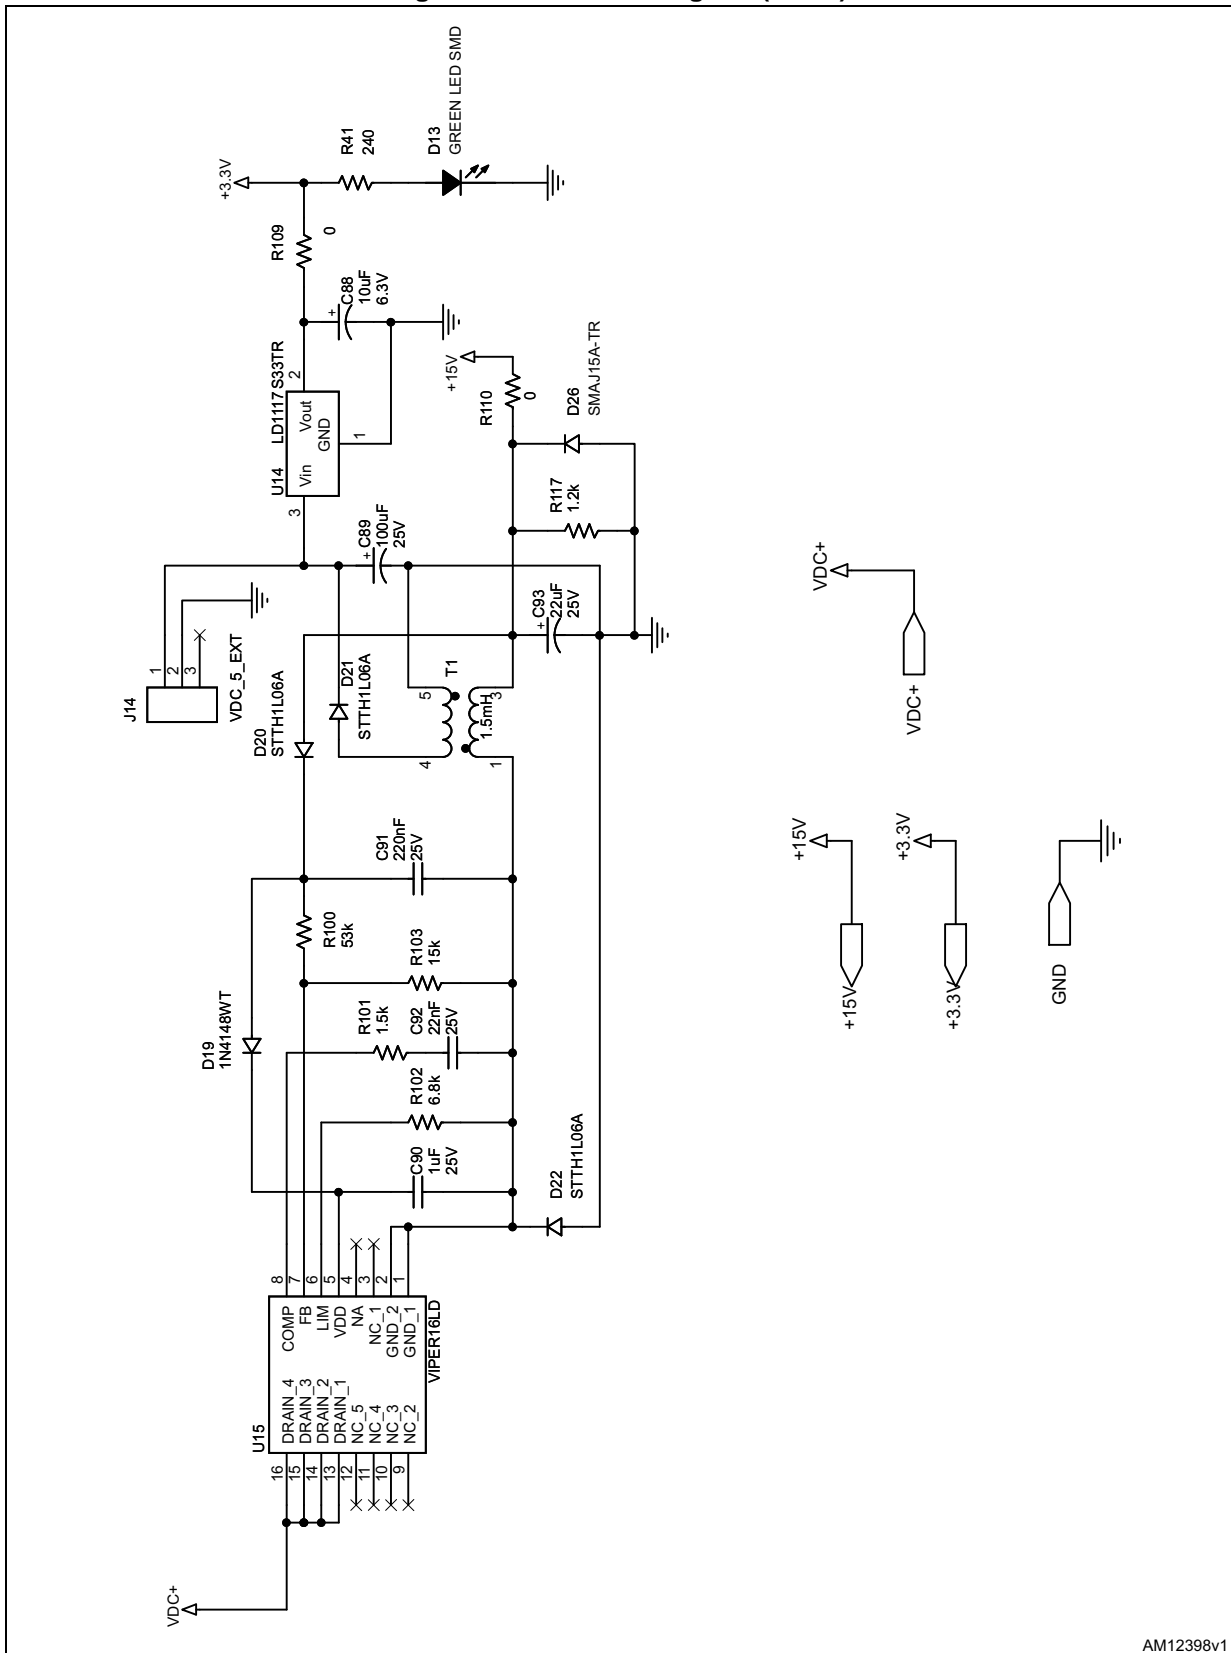 +3.3V
R41
240
D13
GREEN LED SMD
R109
0
C88
10uF
6.3V
+
U14
LD1117S33TR
Vin
Vout
GND
3
2
1
+15V
R110
0
D26
SMAJ15A-TR
R117
1.2k
C89
100uF
25V
+
C93
22uF
25V
+
J14
1
2
3
VDC_5_EXT
D20
STTH1L06A
D21
STTH1L06A
T1
5
4
3
1
1.5mH
C91
220nF
25V
R100
53k
R103
15k
R101
1.5k
C92
22nF
25V
R102
6.8k
C90
1uF
25V
D19
1N4148WT
D22
STTH1L06A
U15
VIPER16LD
COMP
FB
LIM
VDD
NA
NC_1
GND_2
GND_1
8
7
6
5
4
3
2
1
DRAIN_4
DRAIN_3
DRAIN_2
DRAIN_1
NC_5
NC_4
NC_3
NC_2
16
15
14
13
12
11
10
9
VDC+
VDC+
VDC+
+15V
+15V
+3.3V
+3.3V
GND
AM12398v1